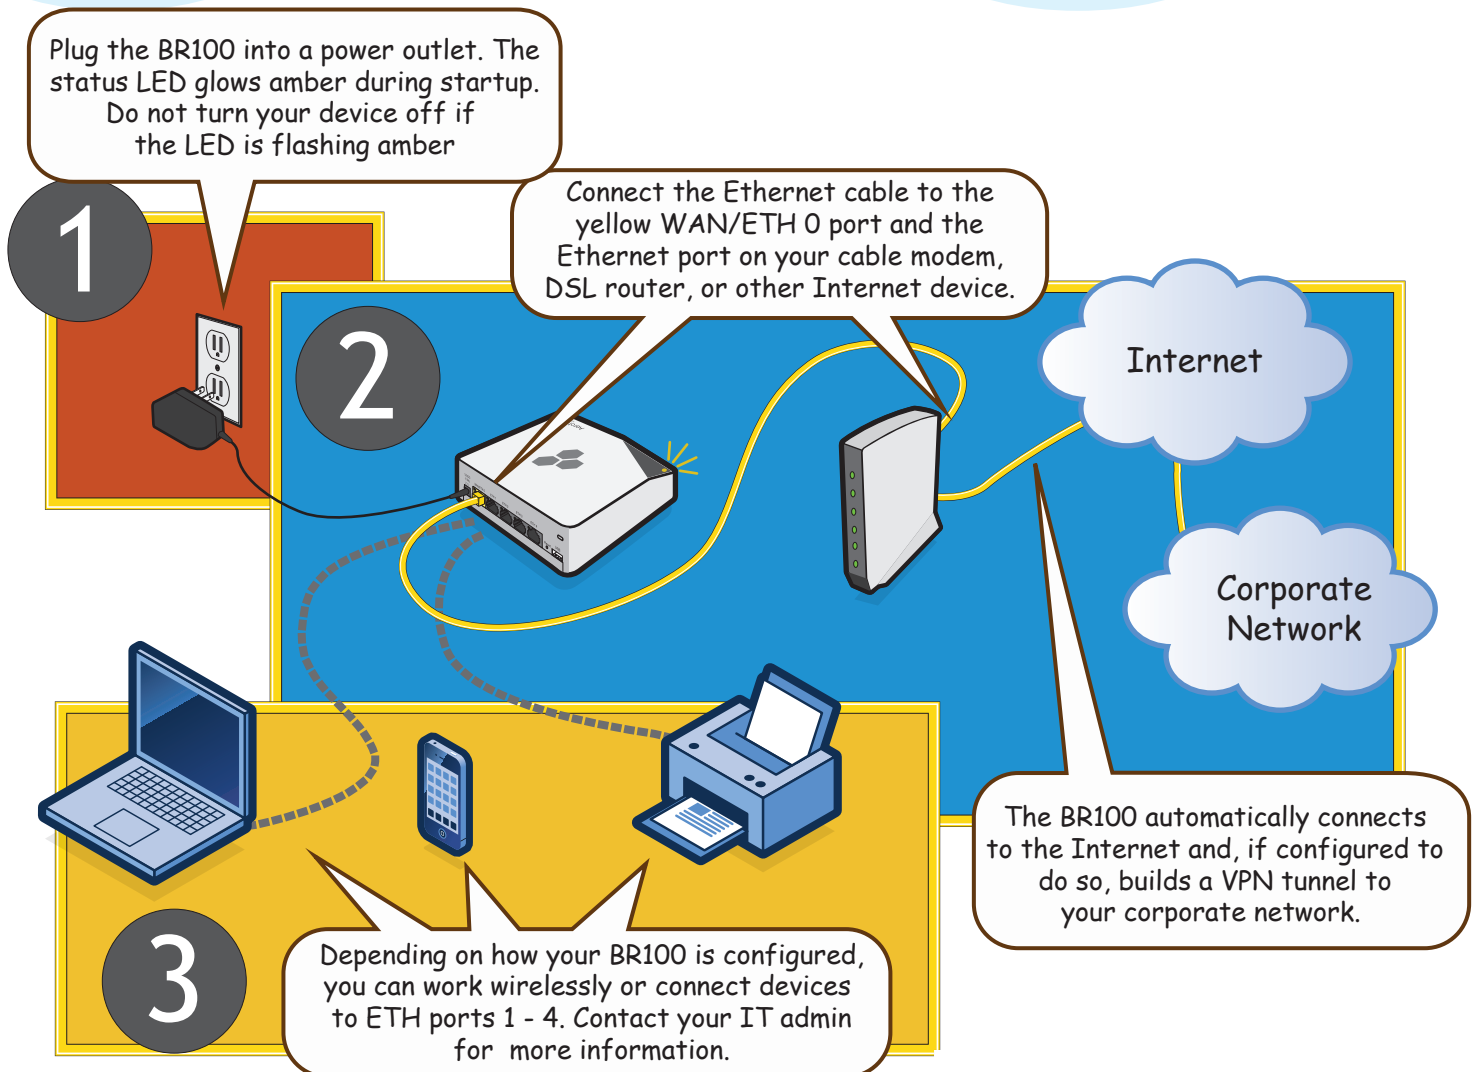 Plug the BR100 into a power outlet. The
status LED glows amber during startup.
Do not turn your device off if
the LED is flashing amber
1
Connect the Ethernet cable to the
yellow WAN/ETH 0 port and the
Ethernet port on your cable modem,
DSL router, or other Internet device.
2
Internet
Corporate
Network
The BR100 automatically connects
to the Internet and, if configured to
do so, builds a VPN tunnel to
your corporate network.
3
Depending on how your BR100 is configured,
you can work wirelessly or connect devices
to ETH ports 1 - 4. Contact your IT admin
for more information.